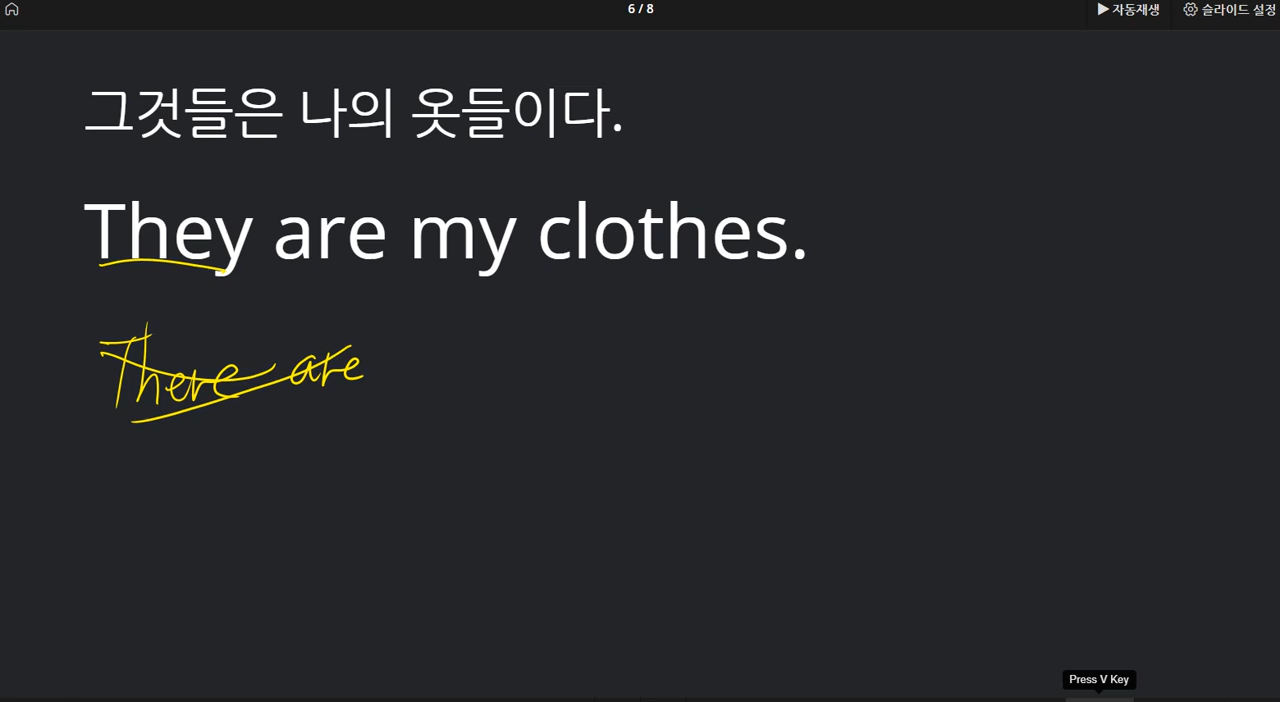 6 / 8
▶ 자동재생
슬라이드 설정
그것들은 나의 옷들이다.
They are my clothes.
There are
Press V Key